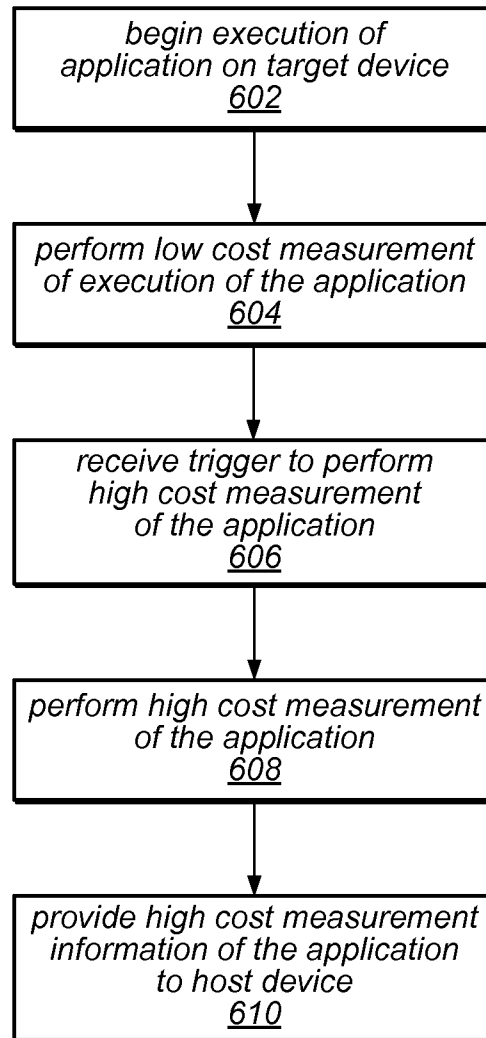 begin execution of
application on target device
602
perform low cost measurement
of execution of the application
604
receive trigger to perform
high cost measurement
of the application
606
perform high cost measurement
of the application
608
provide high cost measurement
information of the application
to host device
610